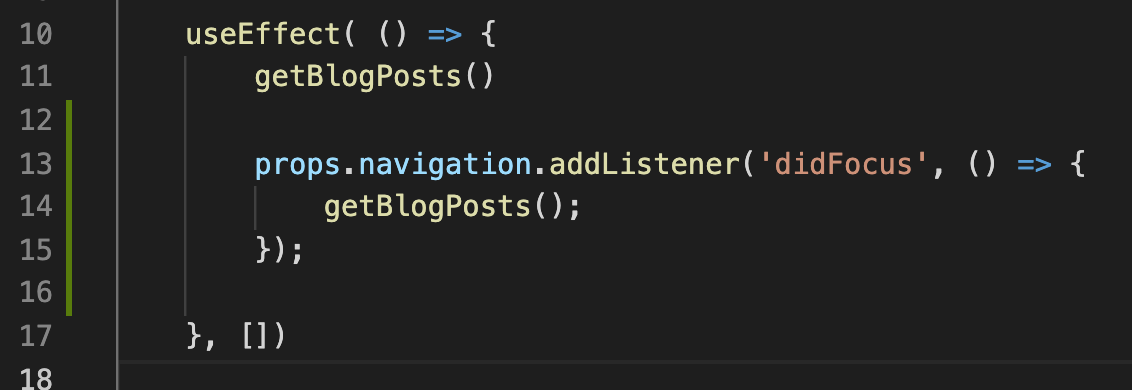 10 useEffect( () => {
11 getBlogPosts()
12
13 props.navigation.addListener('didFocus', () => {
14 getBlogPosts();
15 });
16
17 }, [])
18